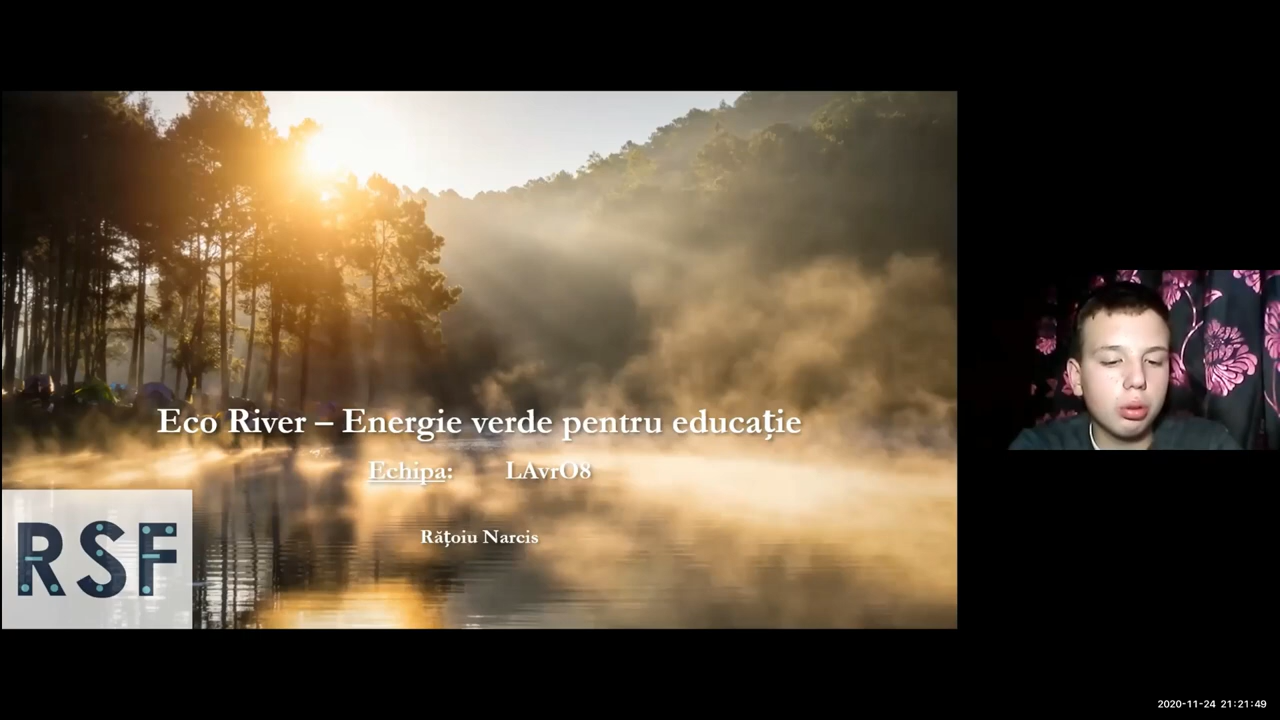 Eco River – Energie verde pentru educație
Echipa: LAvrO8
Rățoiu Narcis
RSF
2020-11-24 21:21:49